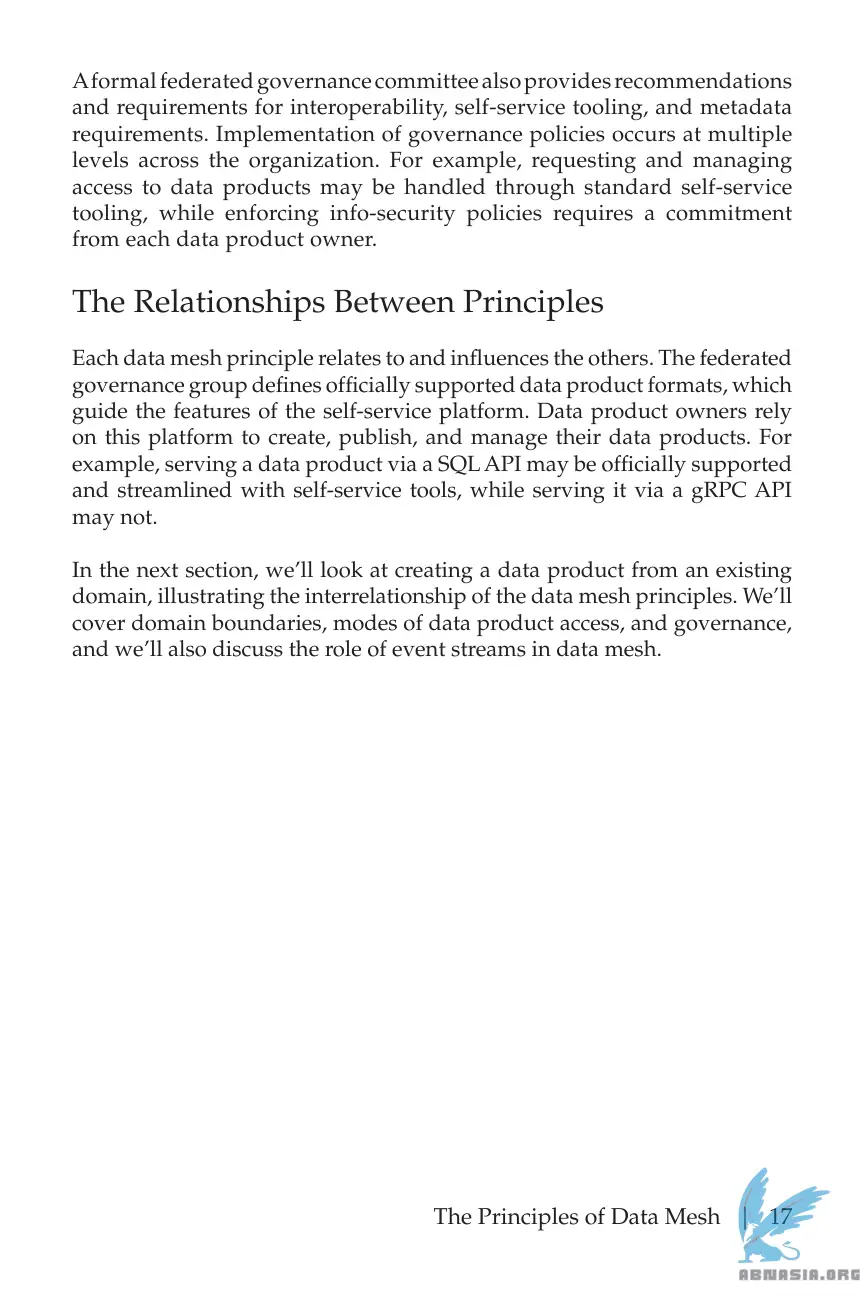 A formal federated governance committee also provides recommendations
and requirements for interoperability, self-service tooling, and metadata
requirements. Implementation of governance policies occurs at multiple
levels across the organization. For example, requesting and managing
access to data products may be handled through standard self-service
tooling, while enforcing info-security policies requires a commitment
from each data product owner.
The Relationships Between Principles
Each data mesh principle relates to and influences the others. The federated
governance group defines officially supported data product formats, which
guide the features of the self-service platform. Data product owners rely
on this platform to create, publish, and manage their data products. For
example, serving a data product via a SQL API may be officially supported
and streamlined with self-service tools, while serving it via a gRPC API
may not.
In the next section, we’ll look at creating a data product from an existing
domain, illustrating the interrelationship of the data mesh principles. We’ll
cover domain boundaries, modes of data product access, and governance,
and we’ll also discuss the role of event streams in data mesh.
The Principles of Data Mesh | 17
ABNASIA.ORG